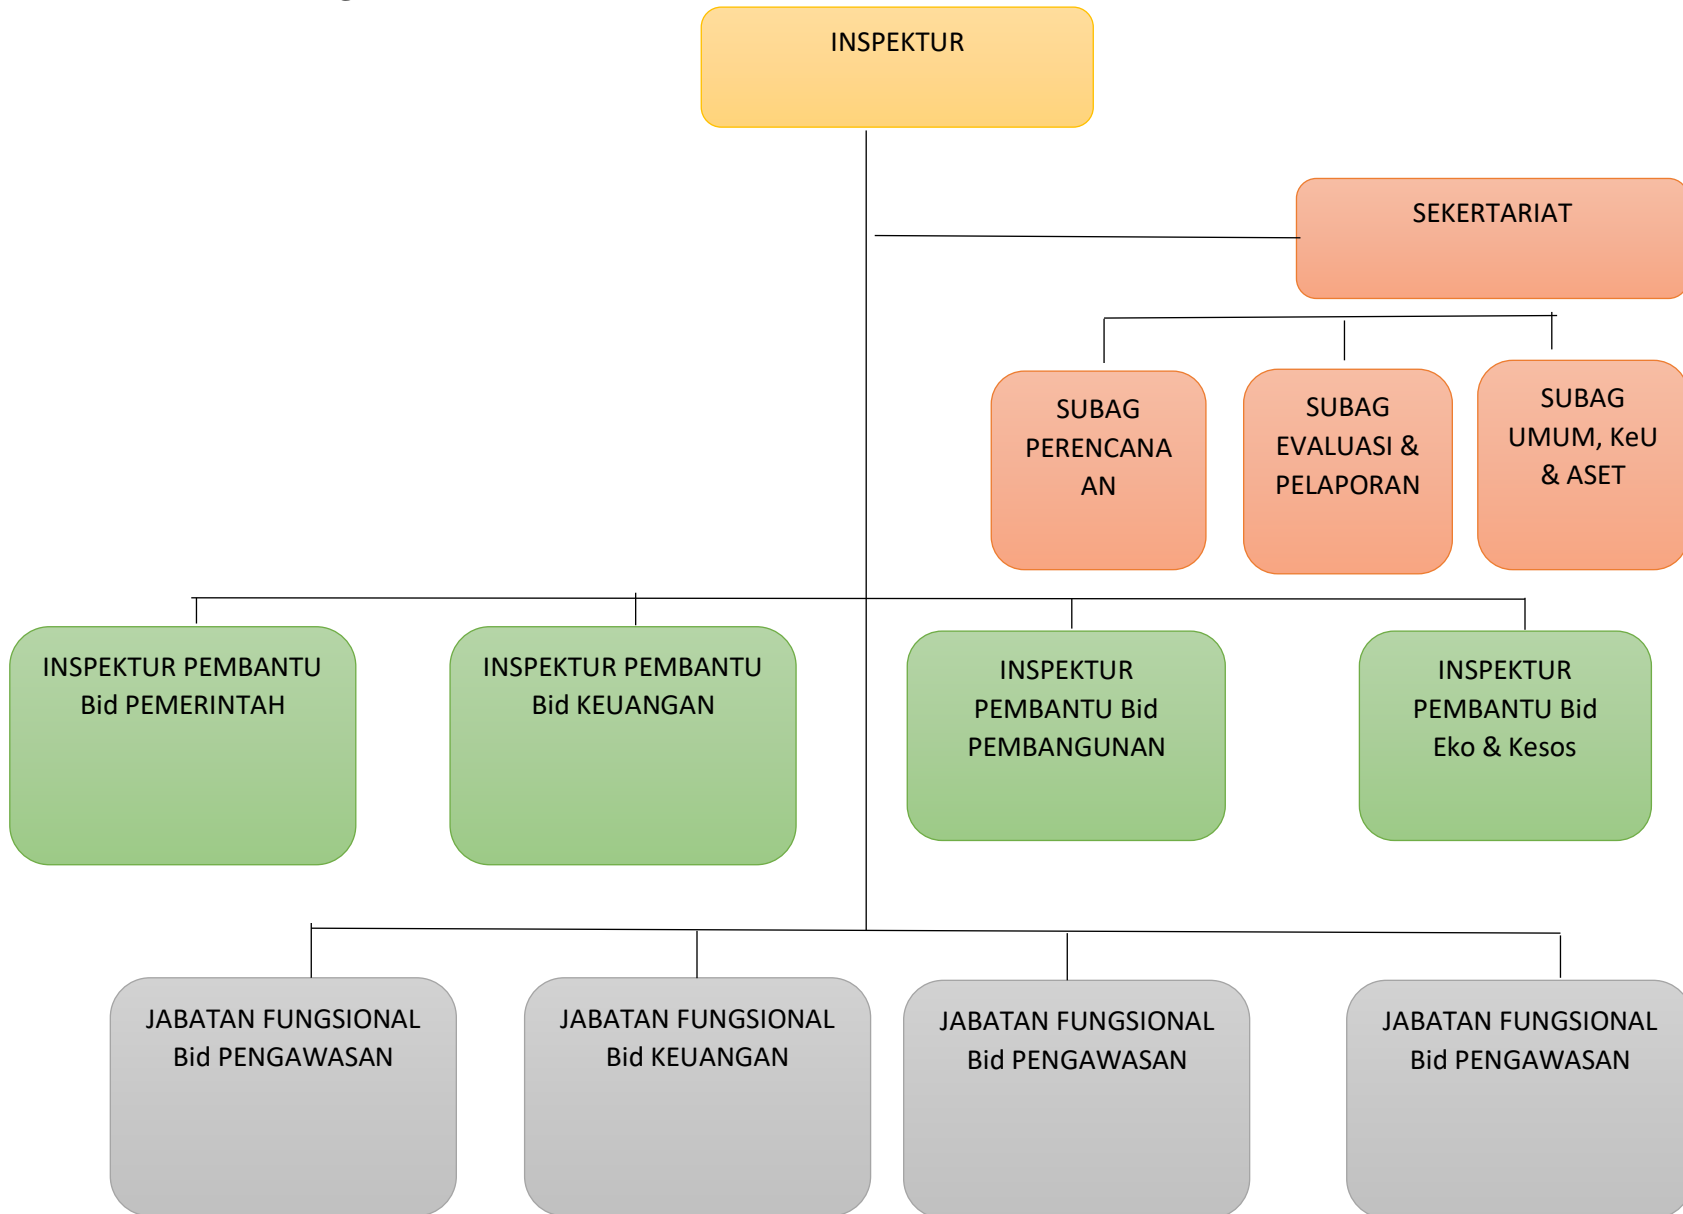 INSPEKTUR
SEKERTARIAT
SUBAG
PERENCANA
AN
SUBAG
EVALUASI &
PELAPORAN
SUBAG
UMUM, KeU
& ASET
INSPEKTUR PEMBANTU
Bid PEMERINTAH
INSPEKTUR PEMBANTU
Bid KEUANGAN
INSPEKTUR
PEMBANTU Bid
PEMBANGUNAN
INSPEKTUR
PEMBANTU Bid
Eko & Kesos
JABATAN FUNGSIONAL
Bid PENGAWASAN
JABATAN FUNGSIONAL
Bid KEUANGAN
JABATAN FUNGSIONAL
Bid PENGAWASAN
JABATAN FUNGSIONAL
Bid PENGAWASAN